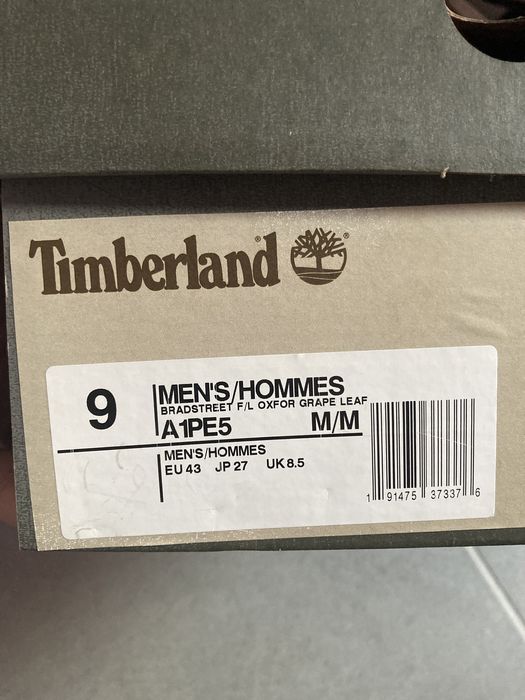 Timberland®
9
MEN'S/HOMMES
BRADSTREET F/L OXFOR GRAPE LEAF
A1PE5 M/M
MEN'S/HOMMES
EU 43 JP 27 UK 8.5
1 91475 37337 6